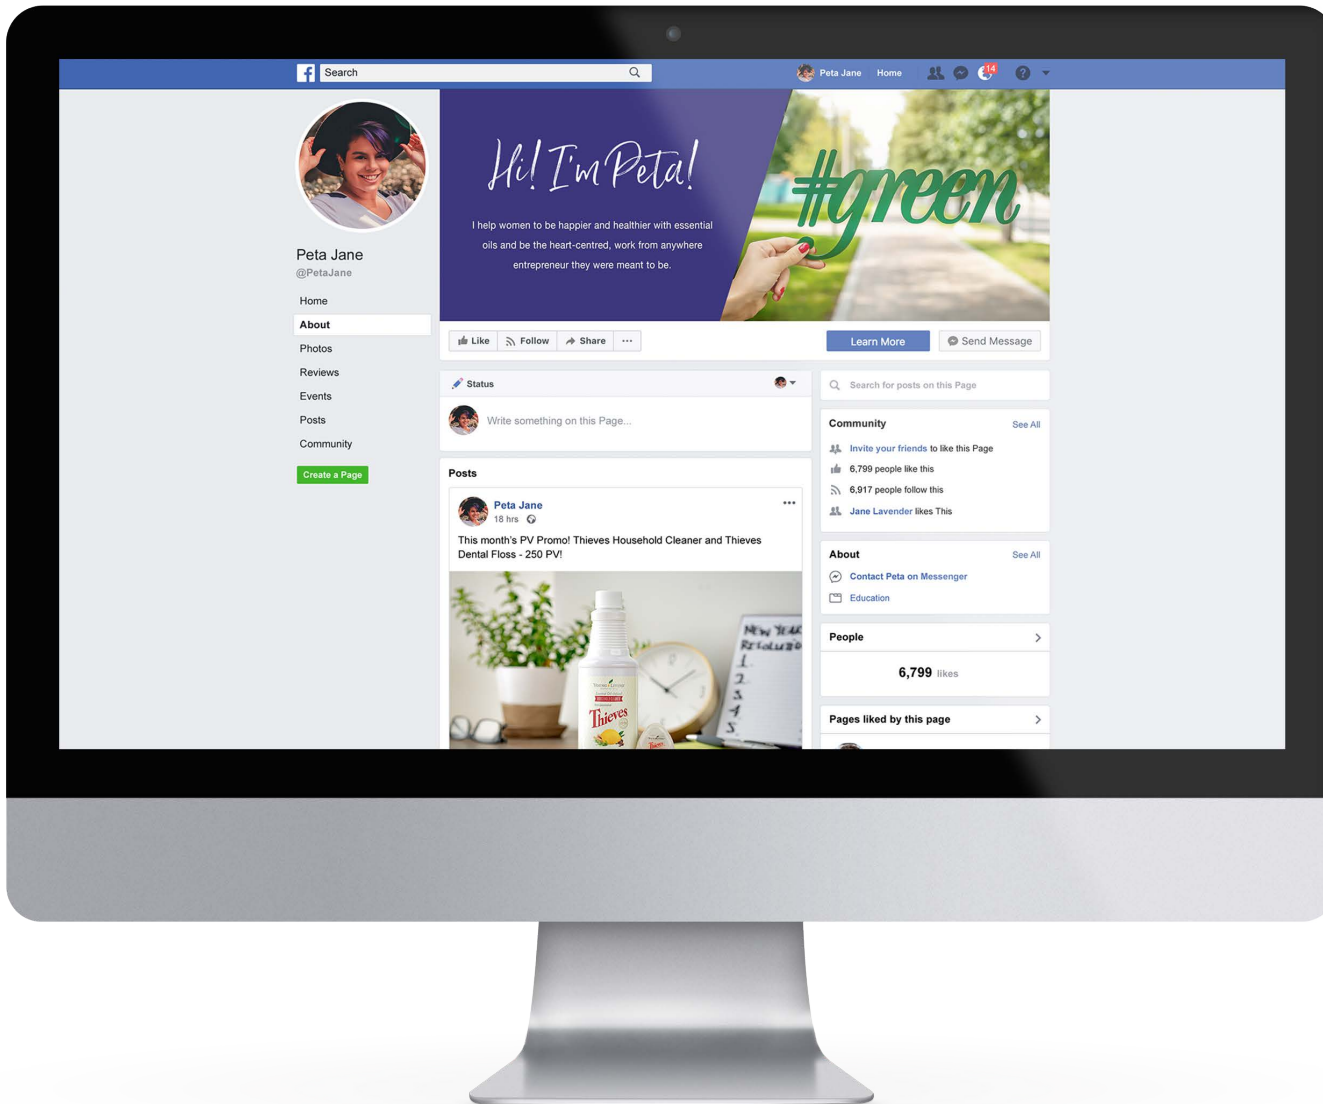 Search
Peta Jane
Home
14
Hi! I'm Peta!
I help women to be happier and healthier with essential
oils and be the heart-centred, work from anywhere
entrepreneur they were meant to be.
#green
Peta Jane
@PetaJane
Home
About
Photos
Reviews
Events
Posts
Community
Create a Page
Like
Follow
Share
Learn More
Send Message
Status
Write something on this Page...
Posts
Peta Jane
18 hrs
This month's PV Promo! Thieves Household Cleaner and Thieves
Dental Floss - 250 PV!
NEW YEAR
1.
2.
3.
4.
5.
Thieves
Thieves
Search for posts on this Page
Community
See All
Invite your friends to like this Page
6,799 people like this
6,917 people follow this
Jane Lavender likes This
About
See All
Contact Peta on Messenger
Education
People
6,799 likes
Pages liked by this page